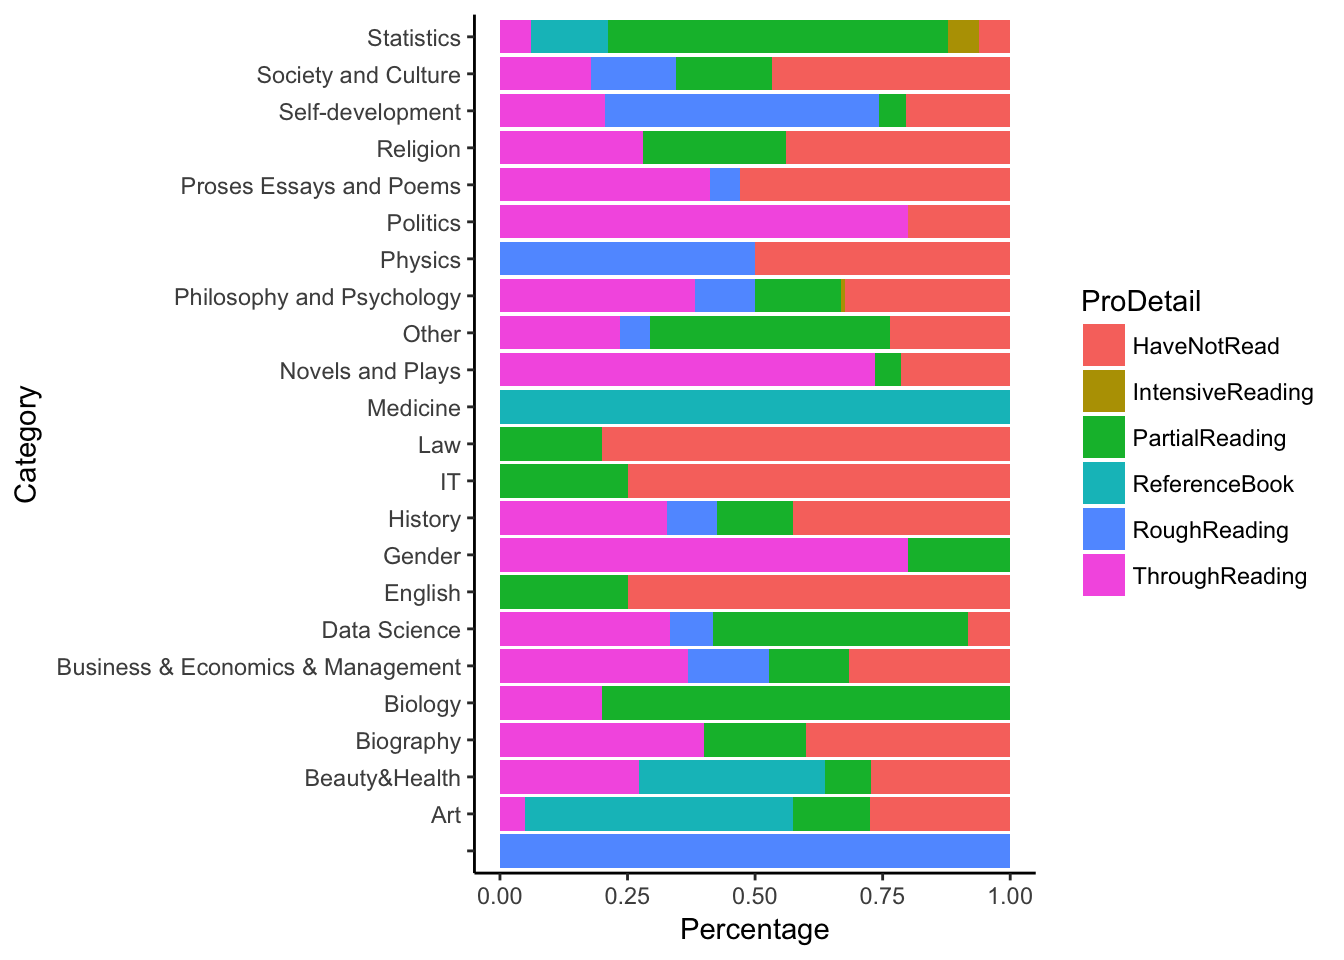 Statistics
Society and Culture
Self-development
Religion
Proses Essays and Poems
Politics
Physics
Philosophy and Psychology
Other
Novels and Plays
Medicine
Law
IT
History
Gender
English
Data Science
Business & Economics & Management
Biology
Biography
Beauty&Health
Art
Category
0.00 0.25 0.50 0.75 1.00
Percentage
ProDetail
HaveNotRead
IntensiveReading
PartialReading
ReferenceBook
RoughReading
ThroughReading